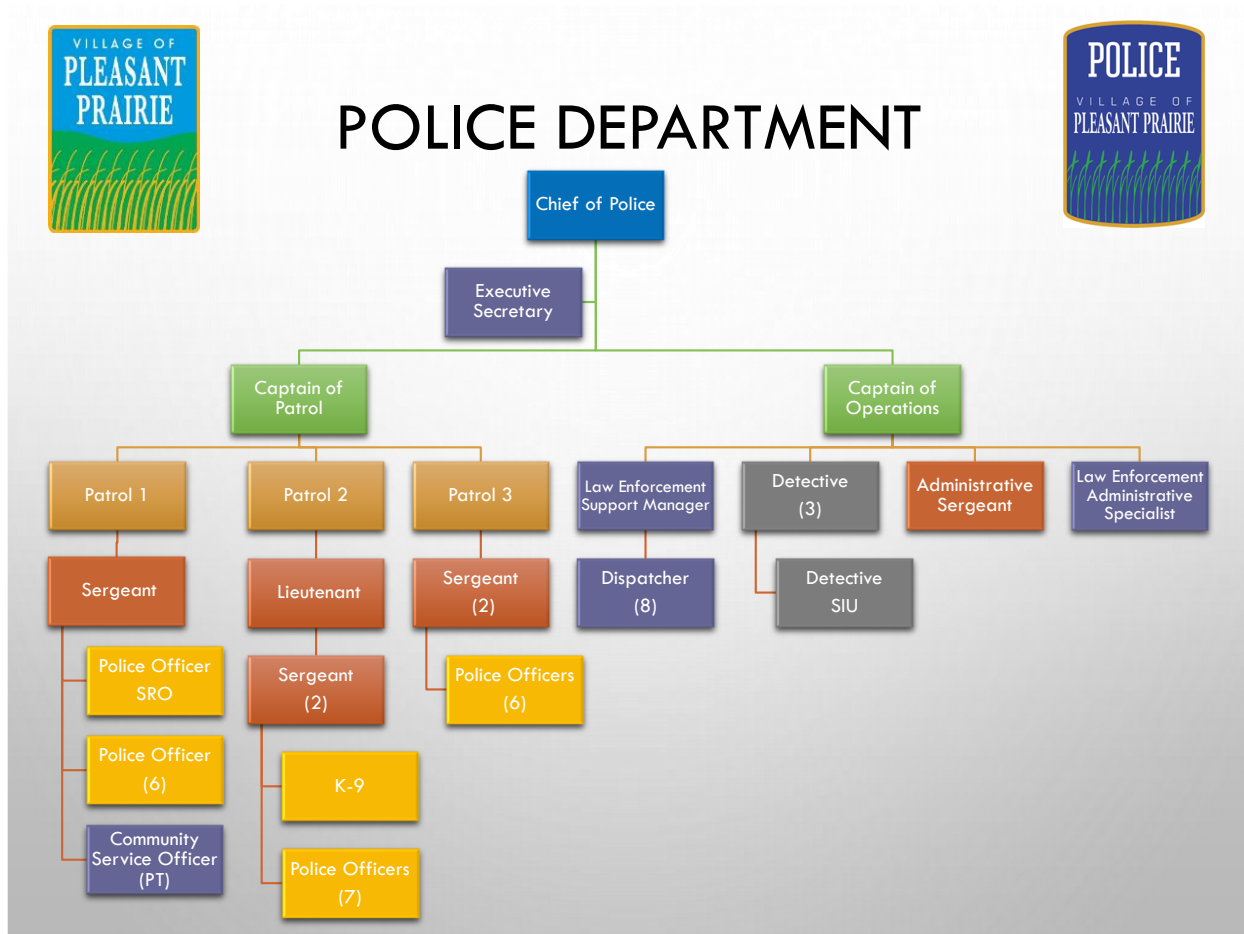 VILLAGE OF
PLEASANT
PRAIRIE
POLICE
VILLAGE OF
PLEASANT PRAIRIE
POLICE DEPARTMENT
Chief of Police
Executive
Secretary
Captain of
Patrol
Captain of
Operations
Patrol 1
Patrol 2
Patrol 3
Law Enforcement
Support Manager
Detective
(3)
Administrative
Sergeant
Law Enforcement
Administrative
Specialist
Sergeant
Lieutenant
Sergeant
(2)
Dispatcher
(8)
Detective
SIU
Police Officer
SRO
Sergeant
(2)
Police Officers
(6)
Police Officer
(6)
K-9
Community
Service Officer
(PT)
Police Officers
(7)